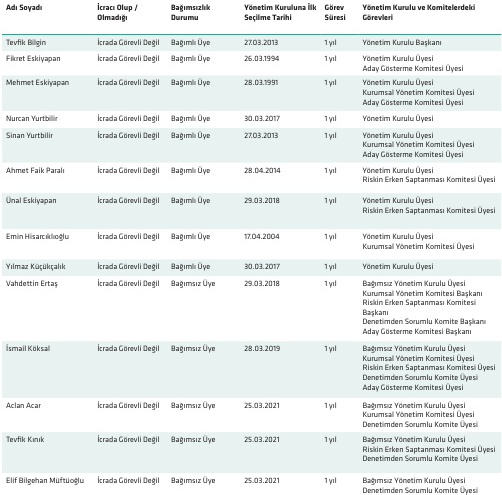 Adı Soyadı İcracı Olup / Olmadığı Bağımsızlık Durumu Yönetim Kuruluna İlk Seçilme Tarihi Görev Süresi Yönetim Kurulu ve Komitelerdeki Görevleri
Tevfik Bilgin İcrada Görevli Değil Bağımlı Üye 27.03.2013 1 yıl Yönetim Kurulu Başkanı
Fikret Eskiyapan İcrada Görevli Değil Bağımlı Üye 26.03.1994 1 yıl Yönetim Kurulu Üyesi
Aday Gösterme Komitesi Üyesi
Mehmet Eskiyapan İcrada Görevli Değil Bağımlı Üye 28.03.1991 1 yıl Yönetim Kurulu Üyesi
Kurumsal Yönetim Komitesi Üyesi
Aday Gösterme Komitesi Üyesi
Nurcan Yurtbilir İcrada Görevli Değil Bağımlı Üye 30.03.2017 1 yıl Yönetim Kurulu Üyesi
Sinan Yurtbilir İcrada Görevli Değil Bağımlı Üye 27.03.2013 1 yıl Yönetim Kurulu Üyesi
Kurumsal Yönetim Komitesi Üyesi
Aday Gösterme Komitesi Üyesi
Ahmet Faik Paralı İcrada Görevli Değil Bağımlı Üye 28.04.2014 1 yıl Yönetim Kurulu Üyesi
Riskin Erken Saptanması Komitesi Üyesi
Ünal Eskiyapan İcrada Görevli Değil Bağımlı Üye 29.03.2018 1 yıl Yönetim Kurulu Üyesi
Riskin Erken Saptanması Komitesi Üyesi
Emin Hisarcıklıoğlu İcrada Görevli Değil Bağımlı Üye 17.04.2004 1 yıl Yönetim Kurulu Üyesi
Kurumsal Yönetim Komitesi Üyesi
Yılmaz Küçükçalık İcrada Görevli Değil Bağımlı Üye 30.03.2017 1 yıl Yönetim Kurulu Üyesi
Vahdettin Ertaş İcrada Görevli Değil Bağımsız Üye 29.03.2018 1 yıl Bağımsız Yönetim Kurulu Üyesi
Kurumsal Yönetim Komitesi Başkanı
Riskin Erken Saptanması Komitesi
Başkanı
Denetimden Sorumlu Komite Başkanı
Aday Gösterme Komitesi Başkanı
İsmail Köksal İcrada Görevli Değil Bağımsız Üye 28.03.2019 1 yıl Bağımsız Yönetim Kurulu Üyesi
Kurumsal Yönetim Komitesi Üyesi
Riskin Erken Saptanması Komitesi Üyesi
Denetimden Sorumlu Komite Üyesi
Aday Gösterme Komitesi Üyesi
Aclan Acar İcrada Görevli Değil Bağımsız Üye 25.03.2021 1 yıl Bağımsız Yönetim Kurulu Üyesi
Kurumsal Yönetim Komitesi Üyesi
Denetimden Sorumlu Komite Üyesi
Tevfik Kınık İcrada Görevli Değil Bağımsız Üye 25.03.2021 1 yıl Bağımsız Yönetim Kurulu Üyesi
Riskin Erken Saptanması Komitesi Üyesi
Denetimden Sorumlu Komite Üyesi
Elif Bilgehan Müftüoğlu İcrada Görevli Değil Bağımsız Üye 25.03.2021 1 yıl Bağımsız Yönetim Kurulu Üyesi
Denetimden Sorumlu Komite Üyesi